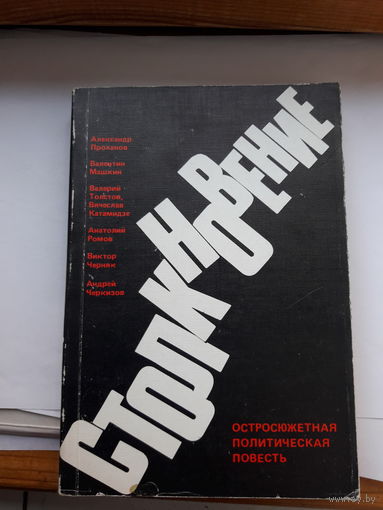 Александр
Проханов
Валентин
Машкин
Валерий
Толстов,
Вячеслав
Катамидзе
Анатолий
Ромов
Виктор
Черняк
Андрей
Черкизов
СТОЛКНОВЕНИЕ
ОСТРОСЮЖЕТНАЯ
ПОЛИТИЧЕСКАЯ
ПОВЕСТЬ